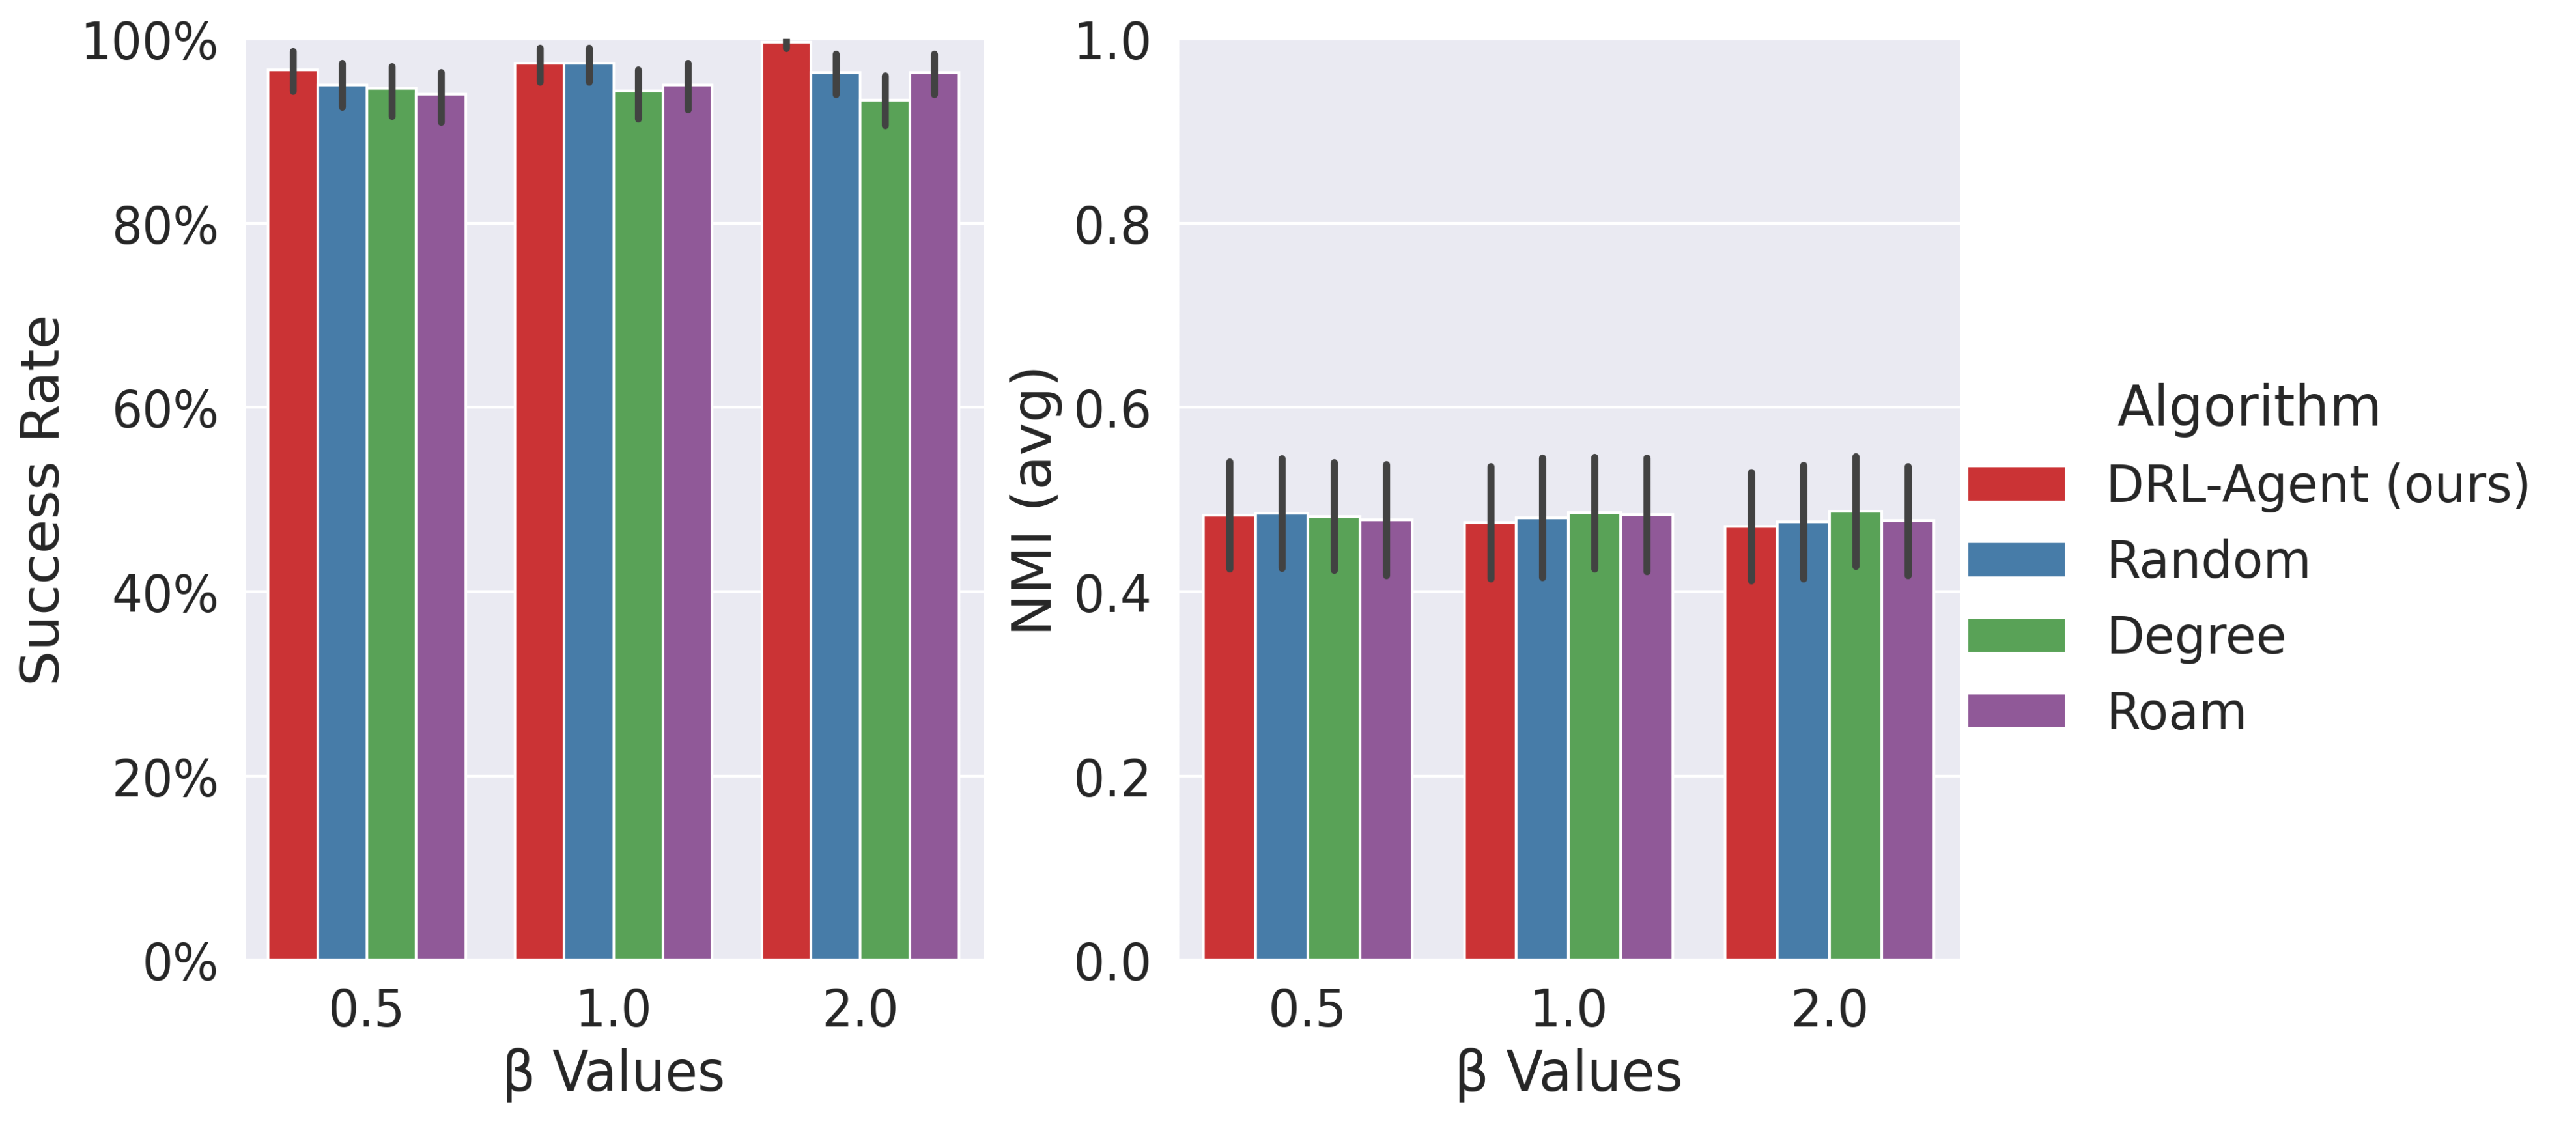 100%
80%
60%
40%
20%
0%
Success Rate
0.5 1.0 2.0
β Values
1.0
0.8
0.6
0.4
0.2
0.0
NMI (avg)
0.5 1.0 2.0
β Values
Algorithm
DRL-Agent (ours)
Random
Degree
Roam